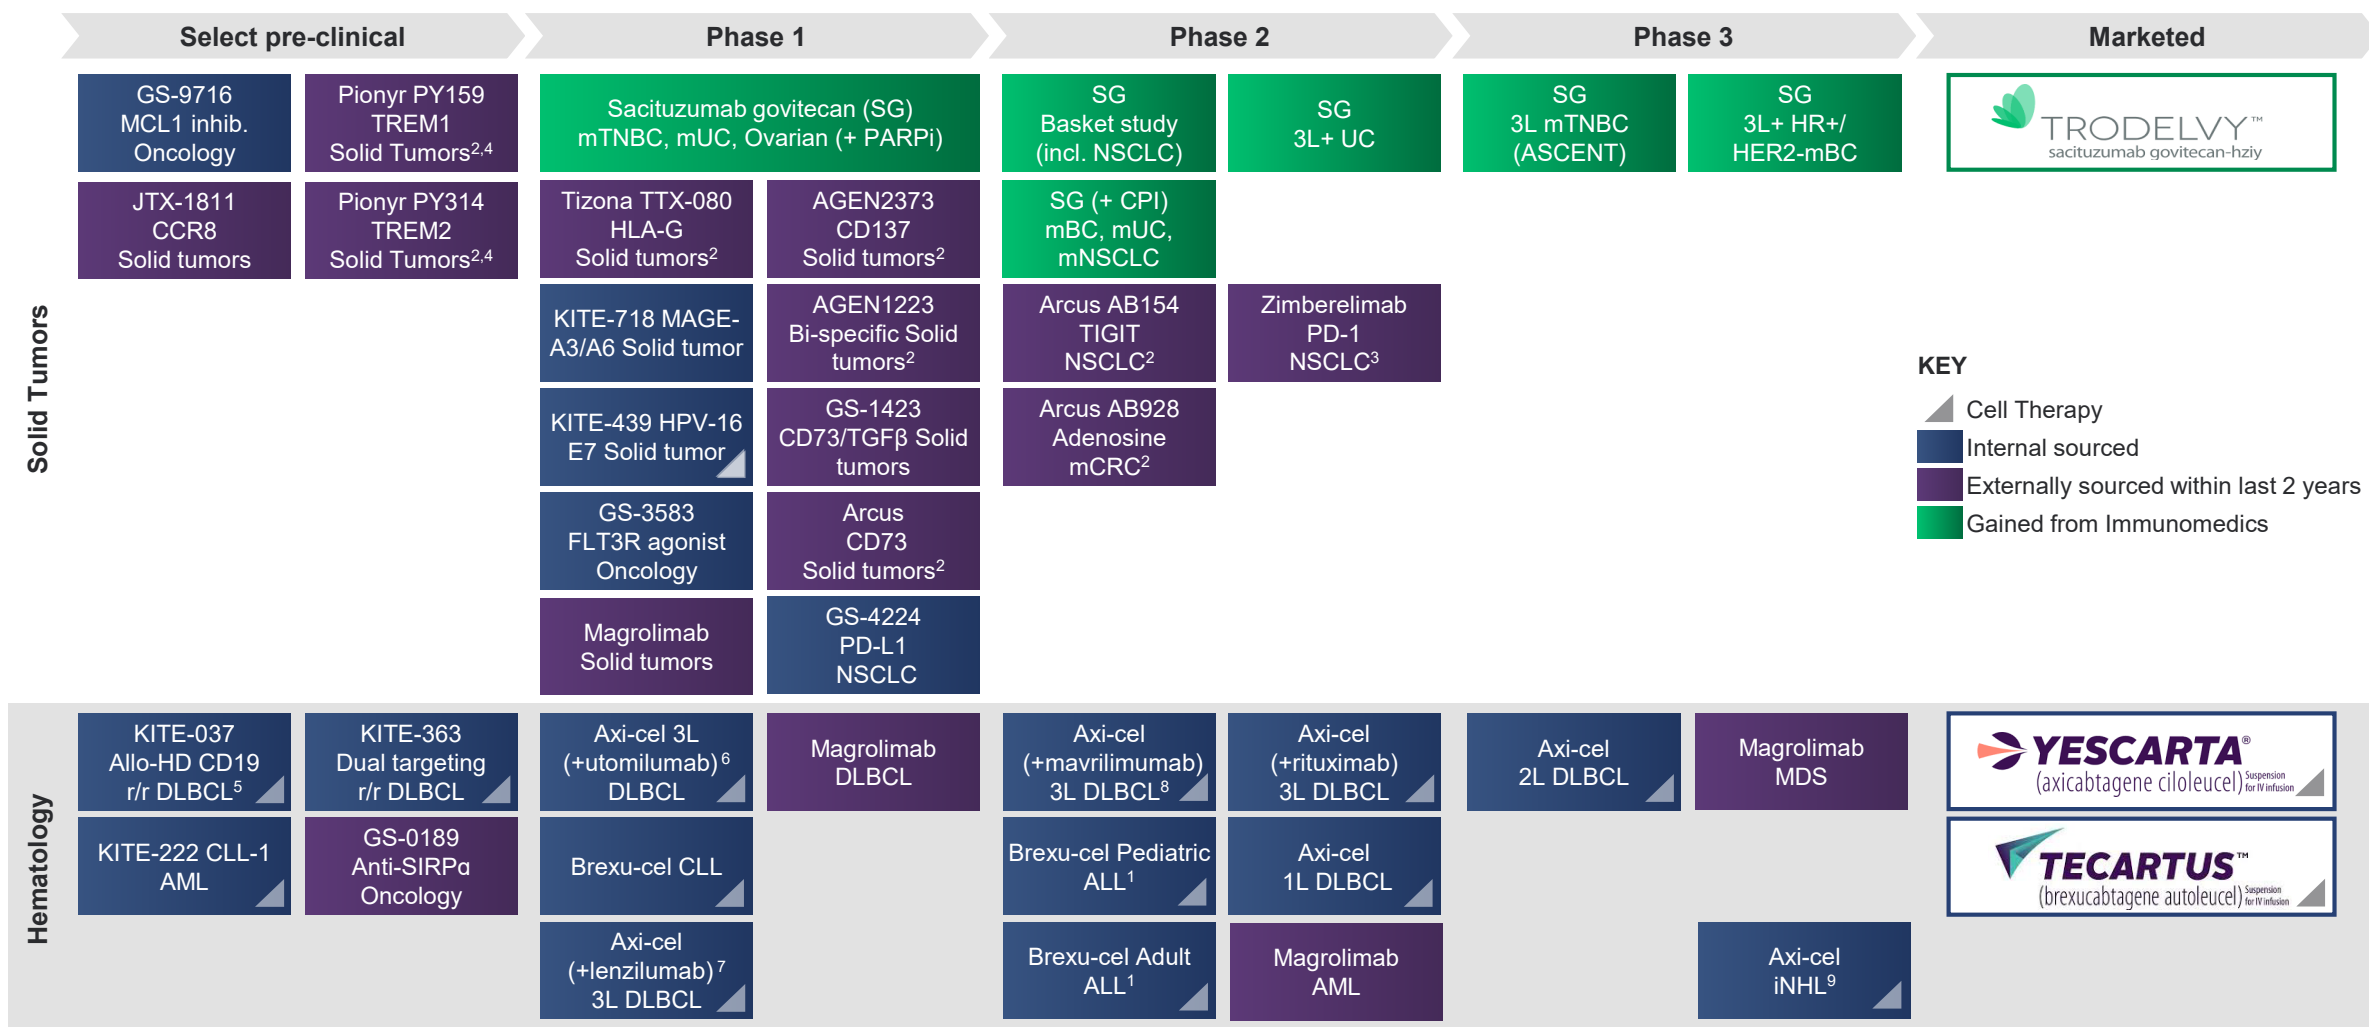 Select pre-clinical
Phase 1
Phase 2
Phase 3
Marketed
Solid Tumors
GS-9716
MCL1 inhib.
Oncology
Pionyr PY159
TREM1
Solid Tumors2,4
Sacituzumab govitecan (SG)
mTNBC, mUC, Ovarian (+ PARPi)
SG
Basket study
(incl. NSCLC)
SG
3L+ UC
SG
3L mTNBC
(ASCENT)
SG
3L+ HR+/
HER2-mBC
TRODELVY™
sacituzumab govitecan-hziy
JTX-1811
CCR8
Solid tumors
Pionyr PY314
TREM2
Solid Tumors2,4
Tizona TTX-080
HLA-G
Solid tumors2
AGEN2373
CD137
Solid tumors2
SG (+ CPI)
mBC, mUC,
mNSCLC
KITE-718 MAGE-
A3/A6 Solid tumor
AGEN1223
Bi-specific Solid
tumors2
Arcus AB154
TIGIT
NSCLC2
Zimberelimab
PD-1
NSCLC3
KITE-439 HPV-16
E7 Solid tumor
GS-1423
CD73/TGFβ Solid
tumors
Arcus AB928
Adenosine
mCRC2
GS-3583
FLT3R agonist
Oncology
Arcus
CD73
Solid tumors2
Magrolimab
Solid tumors
GS-4224
PD-L1
NSCLC
KEY
Cell Therapy
Internal sourced
Externally sourced within last 2 years
Gained from Immunomedics
Hematology
KITE-037
Allo-HD CD19
r/r DLBCL5
KITE-363
Dual targeting
r/r DLBCL
Axi-cel 3L
(+utomilumab)6
DLBCL
Magrolimab
DLBCL
Axi-cel
(+mavrilimumab)
3L DLBCL8
Axi-cel
(+rituximab)
3L DLBCL
Axi-cel
2L DLBCL
Magrolimab
MDS
YESCARTA®
(axicabtagene ciloleucel) Suspension
for IV infusion
KITE-222 CLL-1
AML
GS-0189
Anti-SIRPα
Oncology
Brexu-cel CLL
Brexu-cel Pediatric
ALL1
Axi-cel
1L DLBCL
TECARTUS™
(brexucabtagene autoleucel) Suspension
for IV infusion
Axi-cel
(+lenzilumab)7
3L DLBCL
Brexu-cel Adult
ALL1
Magrolimab
AML
Axi-cel
iNHL9